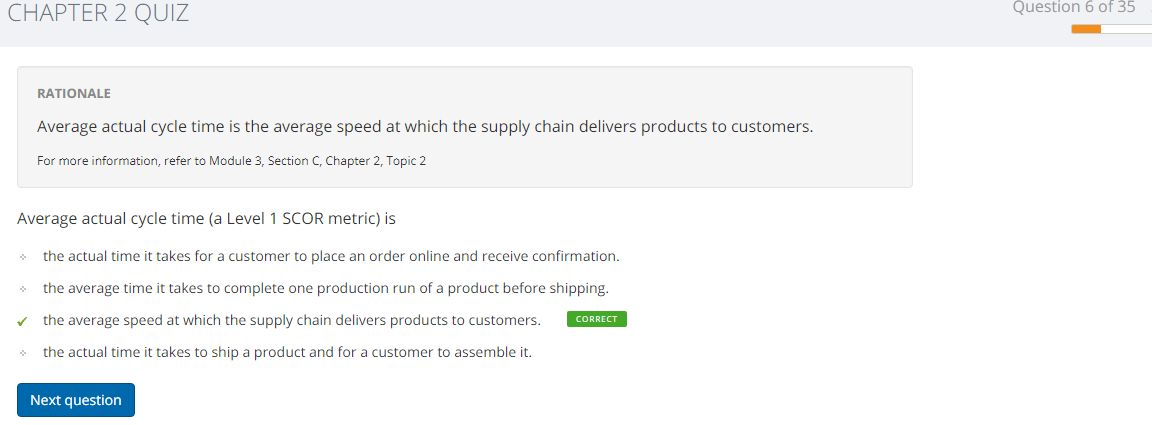 CHAPTER 2 QUIZ
Question 6 of 35
RATIONALE
Average actual cycle time is the average speed at which the supply chain delivers products to customers.
For more information, refer to Module 3, Section C, Chapter 2, Topic 2
Average actual cycle time (a Level 1 SCOR metric) is
the actual time it takes for a customer to place an order online and receive confirmation.
the average time it takes to complete one production run of a product before shipping.
the average speed at which the supply chain delivers products to customers. CORRECT
the actual time it takes to ship a product and for a customer to assemble it.
Next question